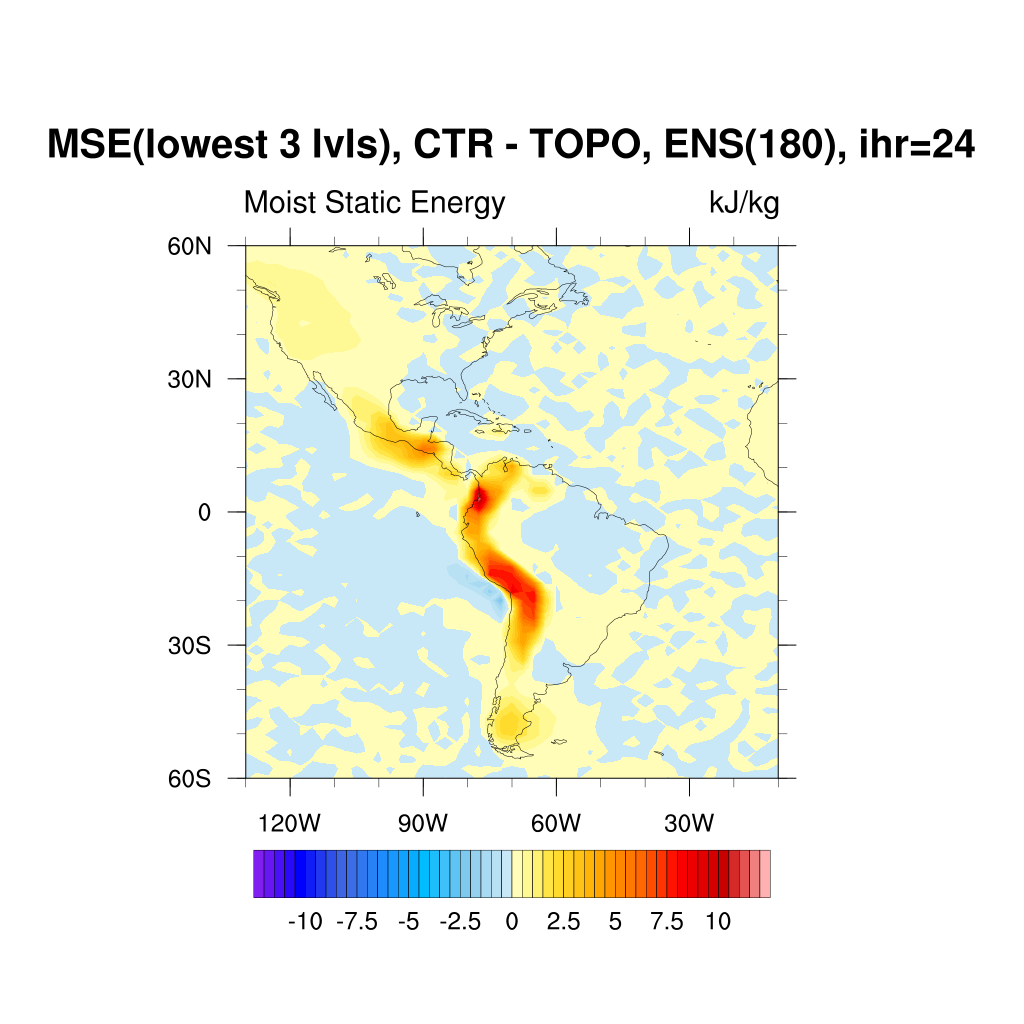 MSE(lowest 3 lvls), CTR - TOPO, ENS(180), ihr=24
Moist Static Energy kJ/kg
60N
30N
0
30S
60S
120W 90W 60W 30W
-10 -7.5 -5 -2.5 0 2.5 5 7.5 10